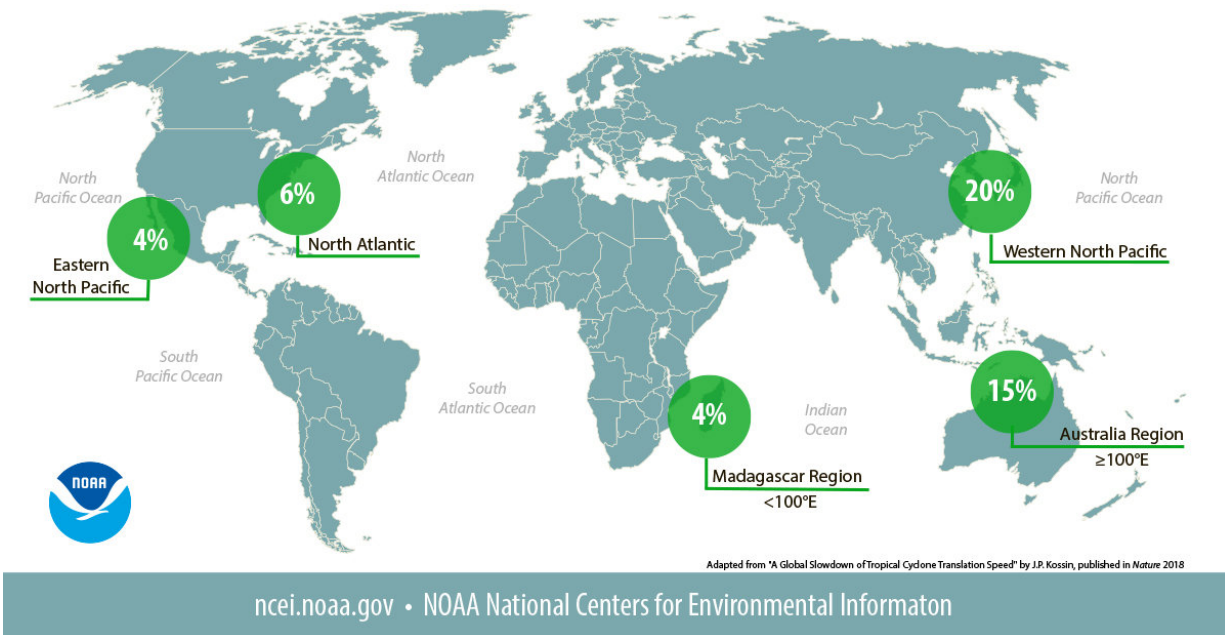 North
Atlantic Ocean
North
Pacific Ocean
6%
20%
North
Pacific Ocean
4%
North Atlantic
Western North Pacific
Eastern
North Pacific
South
Pacific Ocean
South
Atlantic Ocean
4%
Indian
Ocean
15%
Australia Region
≥100°E
Madagascar Region
<100°E
NOAA
Adapted from "A Global Slowdown of Tropical Cyclone Translation Speed" by J.P. Kossin, published in Nature 2018
ncei.noaa.gov • NOAA National Centers for Environmental Informaton